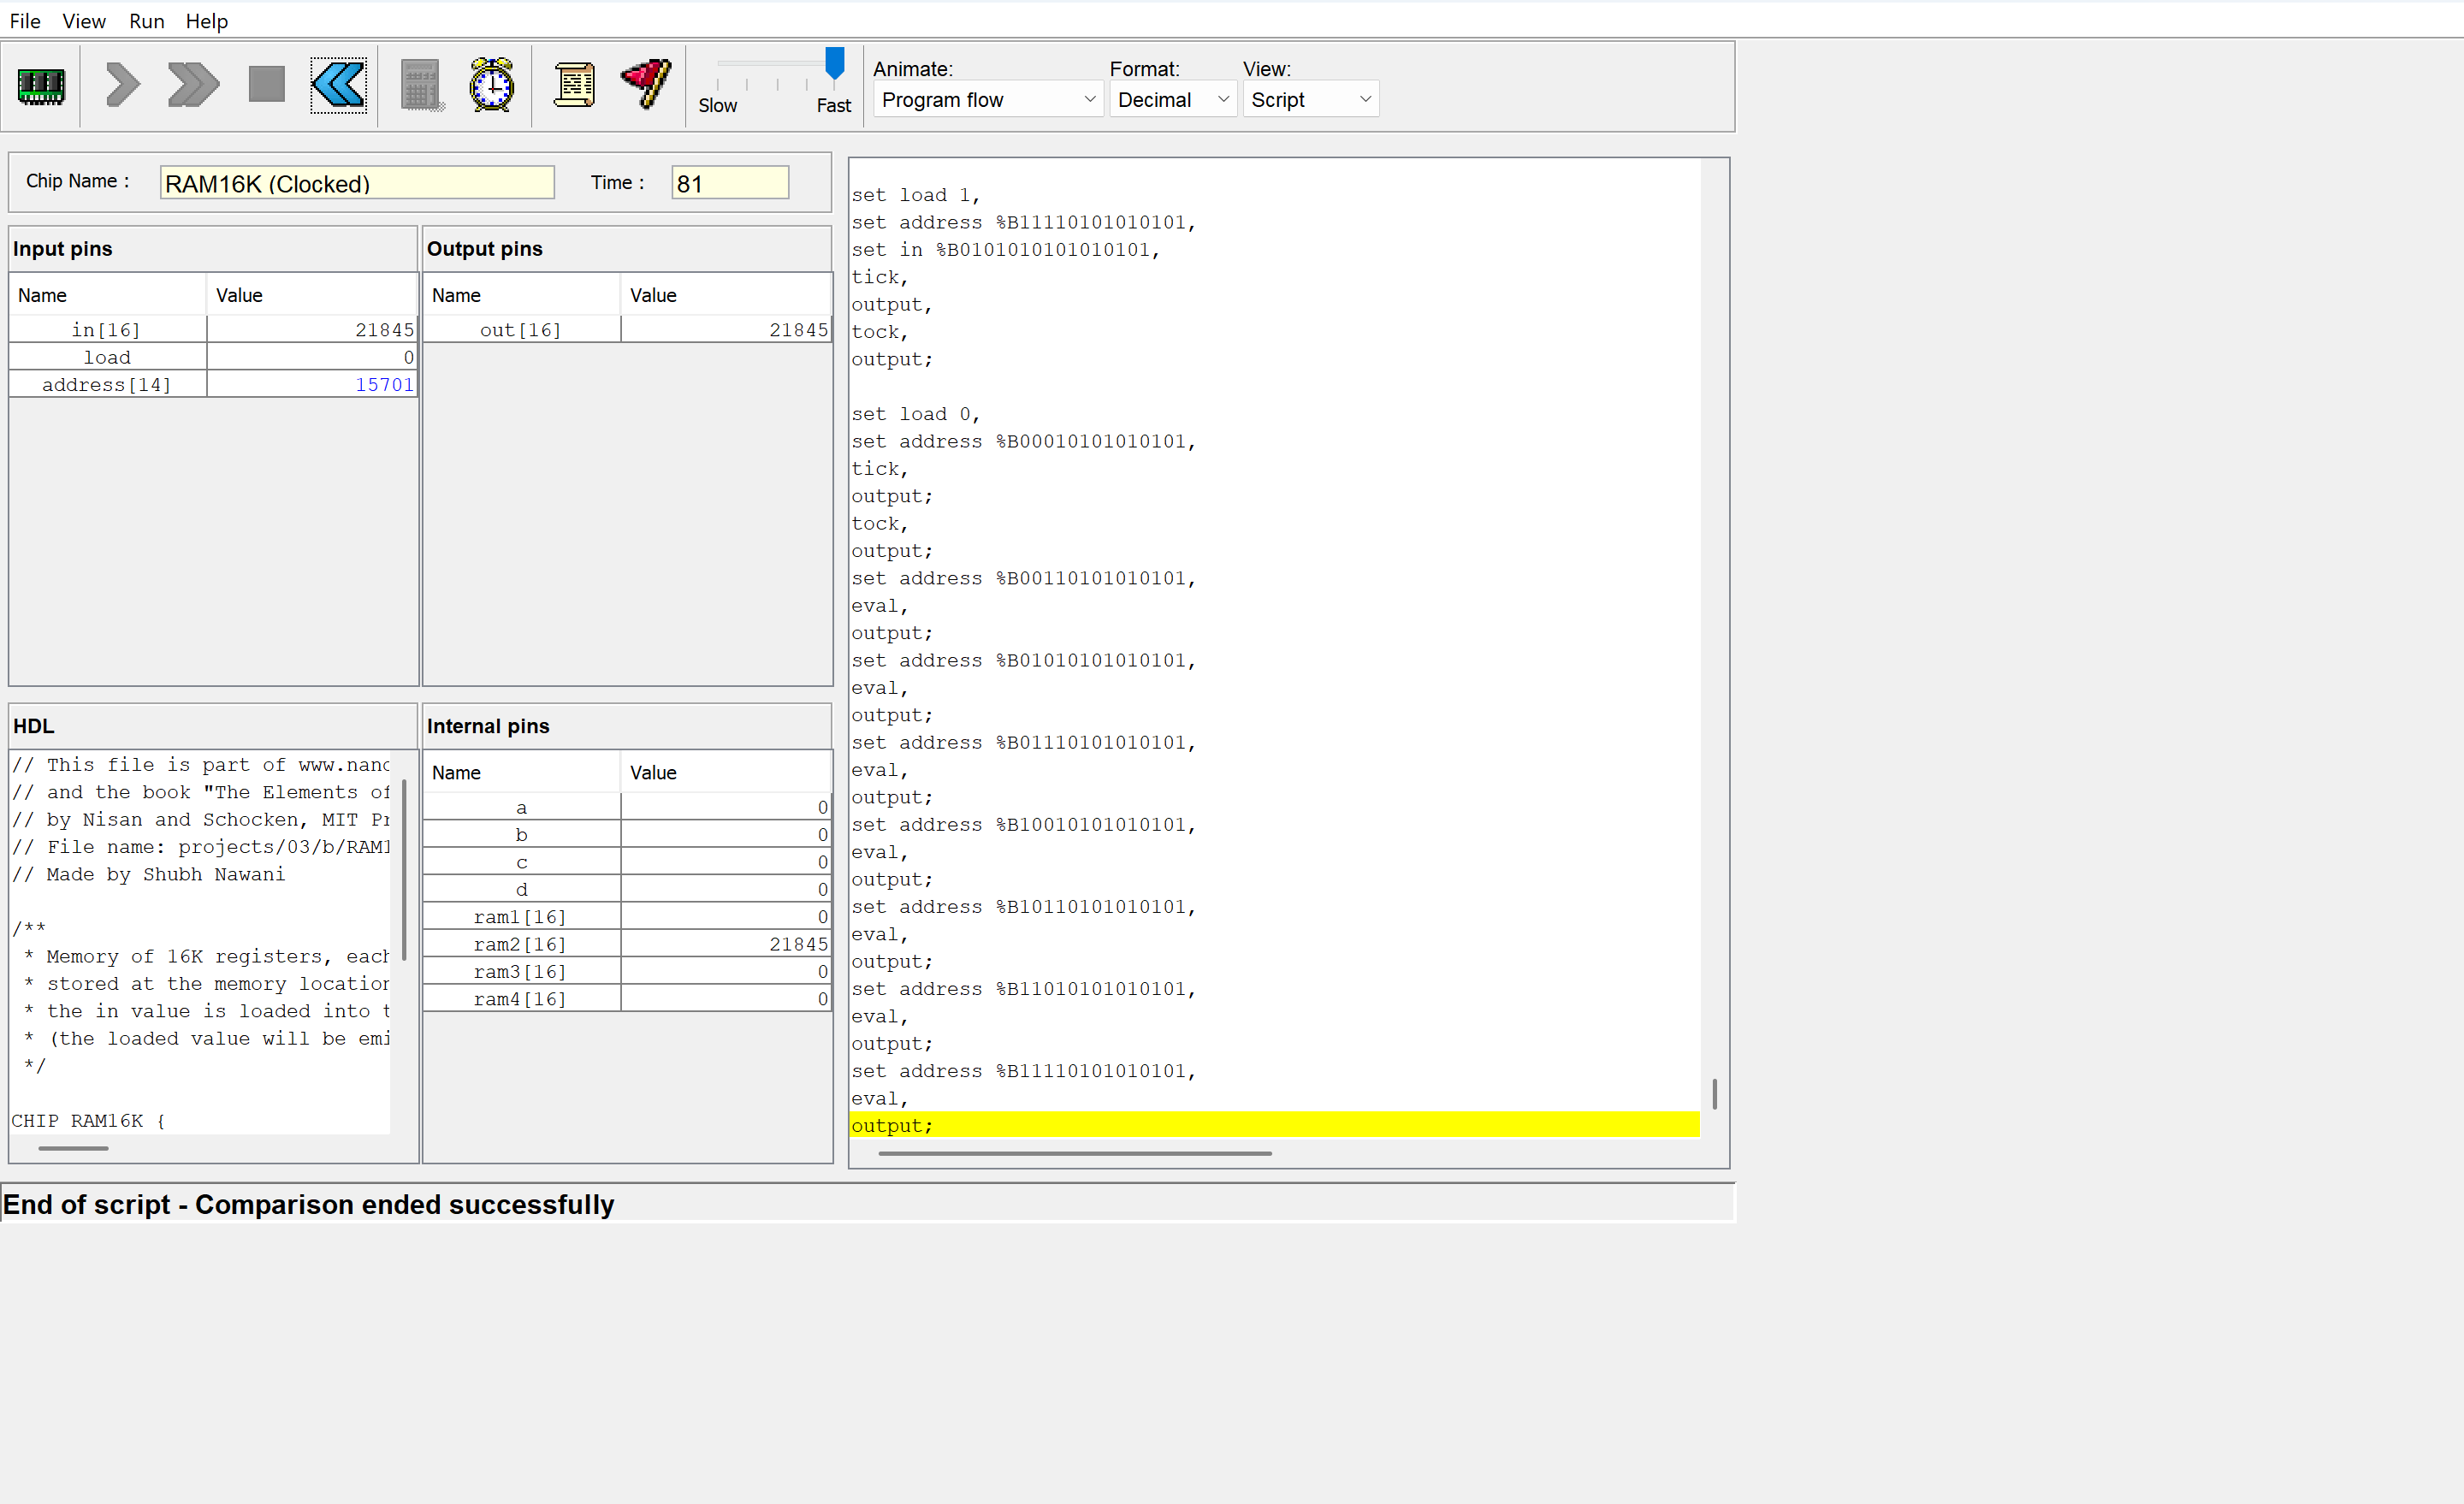 File View Run Help
Animate: Format: View:
Slow Fast Program flow Decimal Script
Chip Name : RAM16K (Clocked) Time : 81
Input pins
Name Value
in[16] 21845
load 0
address[14] 15701
Output pins
Name Value
out[16] 21845
HDL
// This file is part of www.nanc
// and the book "The Elements of
// by Nisan and Schocken, MIT Pr
// File name: projects/03/b/RAM1
// Made by Shubh Nawani
/**
* Memory of 16K registers, each
* stored at the memory location
* the in value is loaded into t
* (the loaded value will be emi
*/
CHIP RAM16K {
Internal pins
Name Value
a 0
b 0
c 0
d 0
ram1[16] 0
ram2[16] 21845
ram3[16] 0
ram4[16] 0
set load 1,
set address %B11110101010101,
set in %B0101010101010101,
tick,
output,
tock,
output;
set load 0,
set address %B00010101010101,
tick,
output;
tock,
output;
set address %B00110101010101,
eval,
output;
set address %B01010101010101,
eval,
output;
set address %B01110101010101,
eval,
output;
set address %B10010101010101,
eval,
output;
set address %B10110101010101,
eval,
output;
set address %B11010101010101,
eval,
output;
set address %B11110101010101,
eval,
output;
End of script - Comparison ended successfully